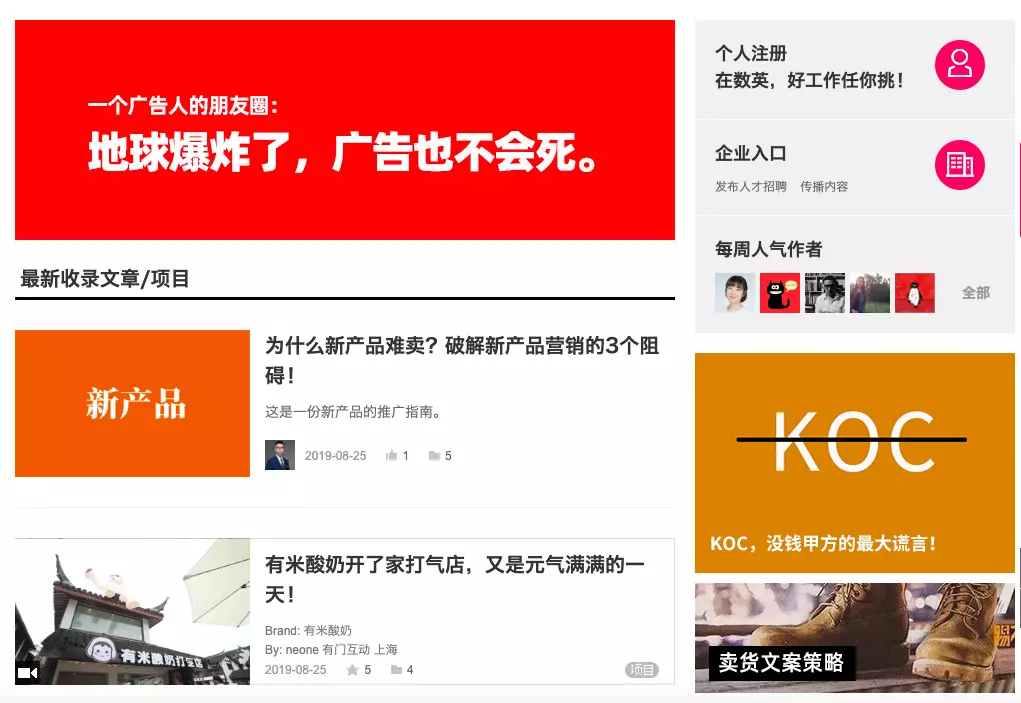 一个广告人的朋友圈：
地球爆炸了，广告也不会死。
最新收录文章/项目
新产品
为什么新产品难卖？破解新产品营销的3个阻
碍！
这是一份新产品的推广指南。
2019-08-25 1 5
有米酸奶打气店
有米酸奶开了家打气店，又是元气满满的一
天！
Brand: 有米酸奶
By: neone 有门互动 上海
2019-08-25 5 4 项目
个人注册
在数英，好工作任你挑！
企业入口
发布人才招聘 传播内容
每周人气作者
全部
KOC
KOC，没钱甲方的最大谎言！
卖货文案策略